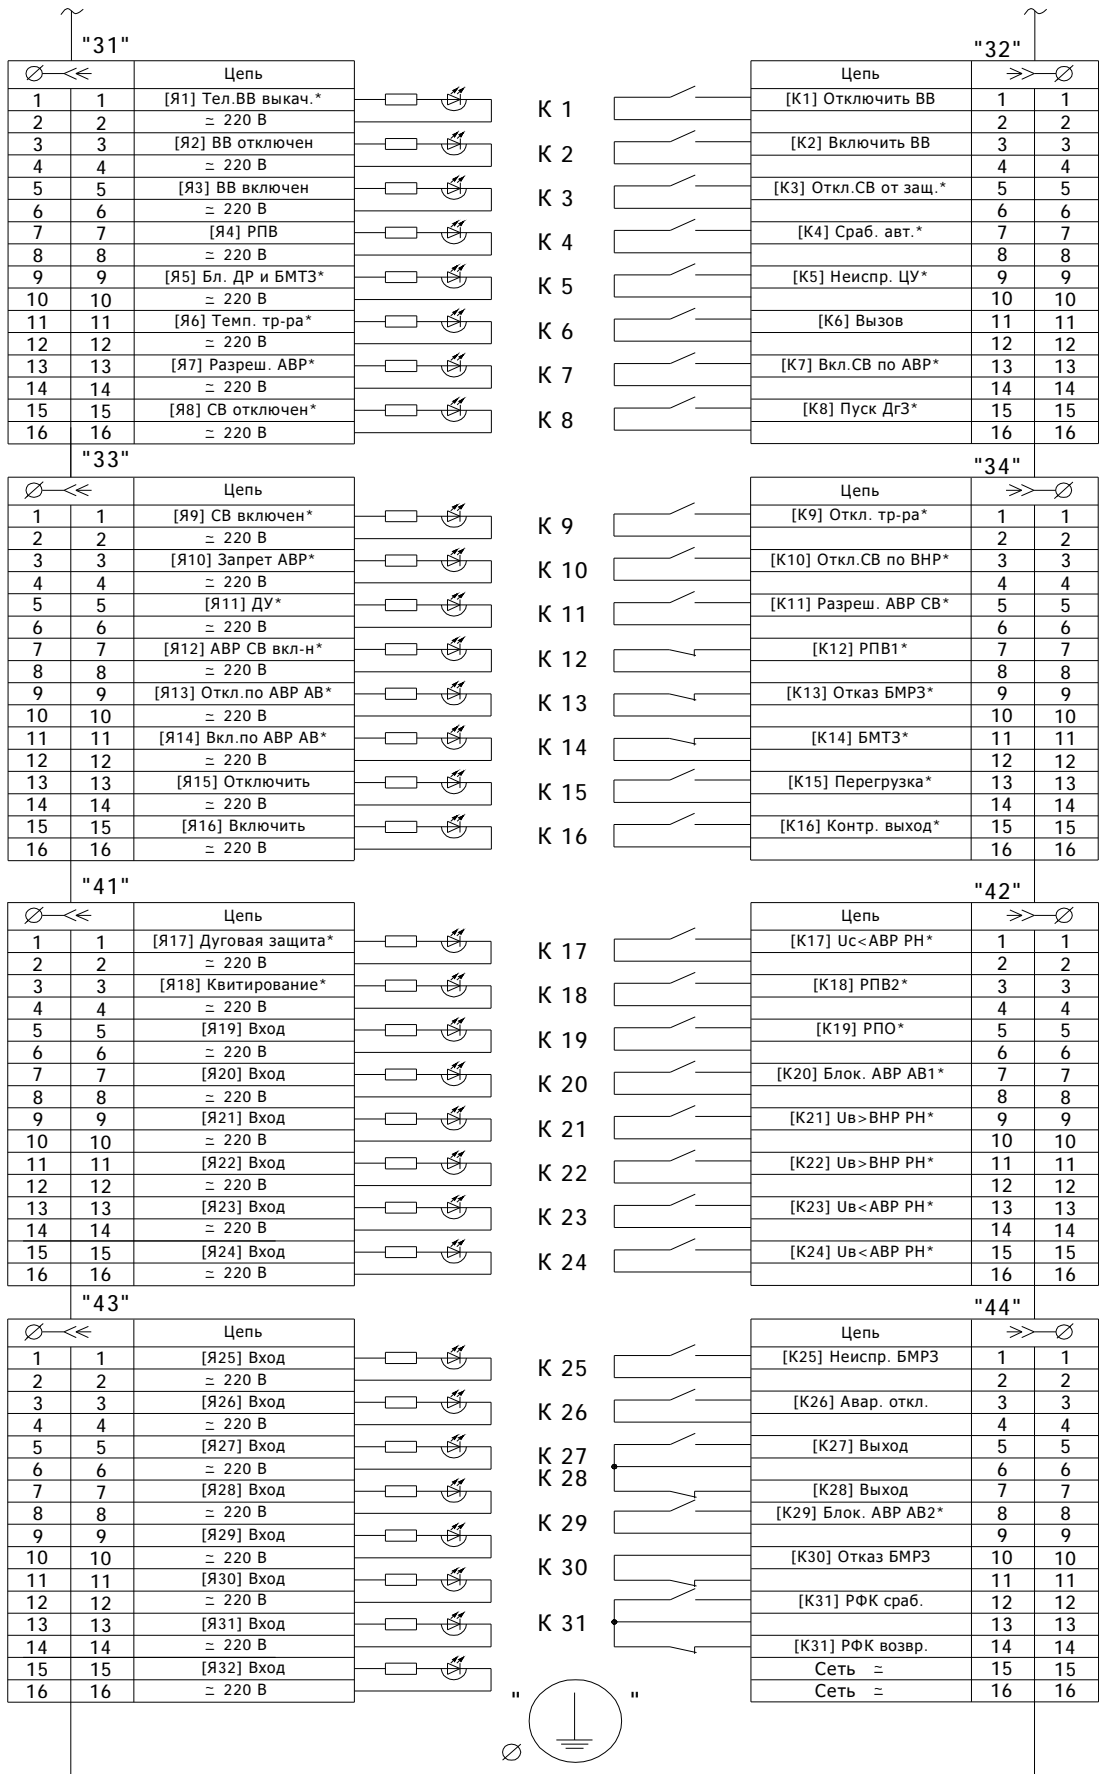 "31"
Цепь
1 1 [Я1] Тел.ВВ выкач.*
2 2 ≃ 220 В
3 3 [Я2] ВВ отключен
4 4 ≃ 220 В
5 5 [Я3] ВВ включен
6 6 ≃ 220 В
7 7 [Я4] РПВ
8 8 ≃ 220 В
9 9 [Я5] Бл. ДР и БМТЗ*
10 10 ≃ 220 В
11 11 [Я6] Темп. тр-ра*
12 12 ≃ 220 В
13 13 [Я7] Разреш. АВР*
14 14 ≃ 220 В
15 15 [Я8] СВ отключен*
16 16 ≃ 220 В
К 1
К 2
К 3
К 4
К 5
К 6
К 7
К 8
"32"
Цепь
[К1] Отключить ВВ 1 1
2 2
[К2] Включить ВВ 3 3
4 4
[К3] Откл.СВ от защ.* 5 5
6 6
[К4] Сраб. авт.* 7 7
8 8
[К5] Неиспр. ЦУ* 9 9
10 10
[К6] Вызов 11 11
12 12
[К7] Вкл.СВ по АВР* 13 13
14 14
[К8] Пуск ДгЗ* 15 15
16 16
"33"
Цепь
1 1 [Я9] СВ включен*
2 2 ≃ 220 В
3 3 [Я10] Запрет АВР*
4 4 ≃ 220 В
5 5 [Я11] ДУ*
6 6 ≃ 220 В
7 7 [Я12] АВР СВ вкл-н*
8 8 ≃ 220 В
9 9 [Я13] Откл.по АВР АВ*
10 10 ≃ 220 В
11 11 [Я14] Вкл.по АВР АВ*
12 12 ≃ 220 В
13 13 [Я15] Отключить
14 14 ≃ 220 В
15 15 [Я16] Включить
16 16 ≃ 220 В
К 9
К 10
К 11
К 12
К 13
К 14
К 15
К 16
"34"
Цепь
[К9] Откл. тр-ра* 1 1
2 2
[К10] Откл.СВ по ВНР* 3 3
4 4
[К11] Разреш. АВР СВ* 5 5
6 6
[К12] РПВ1* 7 7
8 8
[К13] Отказ БМРЗ* 9 9
10 10
[К14] БМТЗ* 11 11
12 12
[К15] Перегрузка* 13 13
14 14
[К16] Контр. выход* 15 15
16 16
"41"
Цепь
1 1 [Я17] Дуговая защита*
2 2 ≃ 220 В
3 3 [Я18] Квитирование*
4 4 ≃ 220 В
5 5 [Я19] Вход
6 6 ≃ 220 В
7 7 [Я20] Вход
8 8 ≃ 220 В
9 9 [Я21] Вход
10 10 ≃ 220 В
11 11 [Я22] Вход
12 12 ≃ 220 В
13 13 [Я23] Вход
14 14 ≃ 220 В
15 15 [Я24] Вход
16 16 ≃ 220 В
К 17
К 18
К 19
К 20
К 21
К 22
К 23
К 24
"42"
Цепь
[К17] Uс<АВР РН* 1 1
2 2
[К18] РПВ2* 3 3
4 4
[К19] РПО* 5 5
6 6
[К20] Блок. АВР АВ1* 7 7
8 8
[К21] Uв>ВНР РН* 9 9
10 10
[К22] Uв>ВНР РН* 11 11
12 12
[К23] Uв<АВР РН* 13 13
14 14
[К24] Uв<АВР РН* 15 15
16 16
"43"
Цепь
1 1 [Я25] Вход
2 2 ≃ 220 В
3 3 [Я26] Вход
4 4 ≃ 220 В
5 5 [Я27] Вход
6 6 ≃ 220 В
7 7 [Я28] Вход
8 8 ≃ 220 В
9 9 [Я29] Вход
10 10 ≃ 220 В
11 11 [Я30] Вход
12 12 ≃ 220 В
13 13 [Я31] Вход
14 14 ≃ 220 В
15 15 [Я32] Вход
16 16 ≃ 220 В
К 25
К 26
К 27
К 28
К 29
К 30
К 31
"44"
Цепь
[К25] Неиспр. БМРЗ 1 1
2 2
[К26] Авар. откл. 3 3
4 4
[К27] Выход 5 5
6 6
[К28] Выход 7 7
[К29] Блок. АВР АВ2* 8 8
9 9
[К30] Отказ БМРЗ 10 10
11 11
[К31] РФК сраб. 12 12
13 13
[К31] РФК возвр. 14 14
Сеть ≃ 15 15
Сеть ≃ 16 16
" "